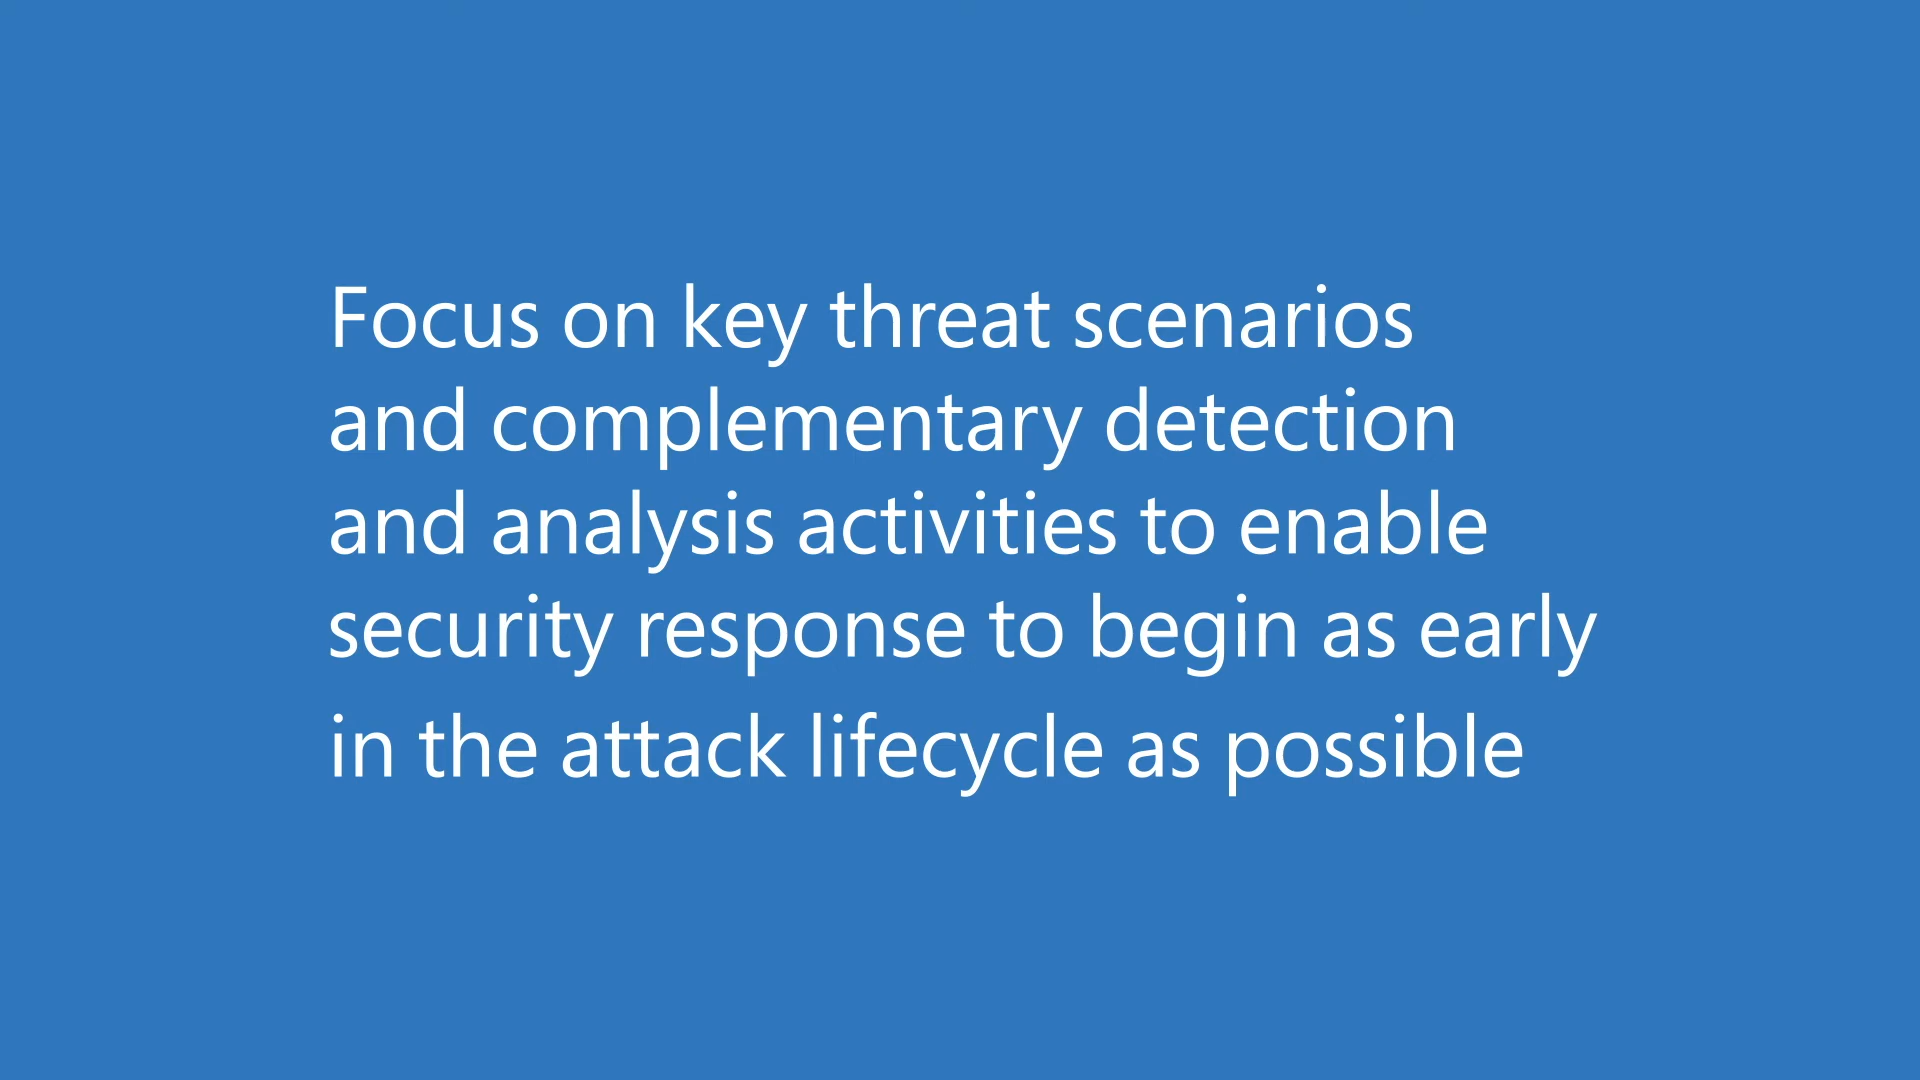 Focus on key threat scenarios
and complementary detection
and analysis activities to enable
security response to begin as early
in the attack lifecycle as possible